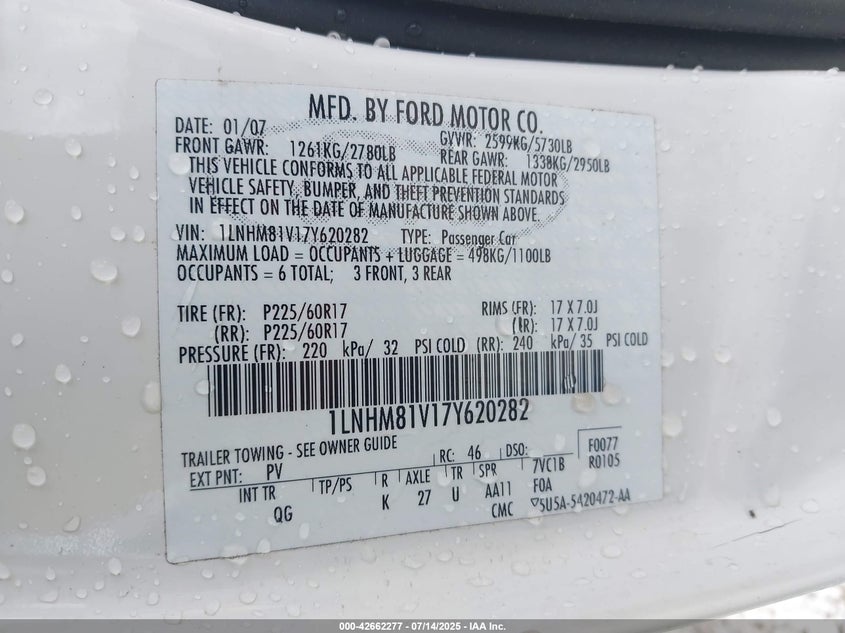 MFD. BY FORD MOTOR CO.
DATE: 01/07 GVWR: 2599KG/5730LB
FRONT GAWR: 1261KG/2780LB REAR GAWR: 1338KG/2950LB
THIS VEHICLE CONFORMS TO ALL APPLICABLE FEDERAL MOTOR
VEHICLE SAFETY, BUMPER, AND THEFT PREVENTION STANDARDS
IN EFFECT ON THE DATE OF MANUFACTURE SHOWN ABOVE.
VIN: 1LNHM81V17Y620282 TYPE: Passenger Car
MAXIMUM LOAD = OCCUPANTS + LUGGAGE = 498KG/1100LB
OCCUPANTS = 6 TOTAL; 3 FRONT, 3 REAR
TIRE (FR): P225/60R17 RIMS (FR): 17 X 7.0J
(RR): P225/60R17 (RR): 17 X 7.0J
PRESSURE (FR): 220 kPa/ 32 PSI COLD (RR): 240 kPa/ 35 PSI COLD
1LNHM81V17Y620282
TRAILER TOWING - SEE OWNER GUIDE
EXT PNT: PV RC: 46 DSO: F0077
INT TR TP/PS R AXLE TR SPR 7VC1B R0105
QG K 27 U AA11 F0A
CMC ▽5U5A-5420472-AA
000-42662277 - 07/14/2025 - IAA Inc.